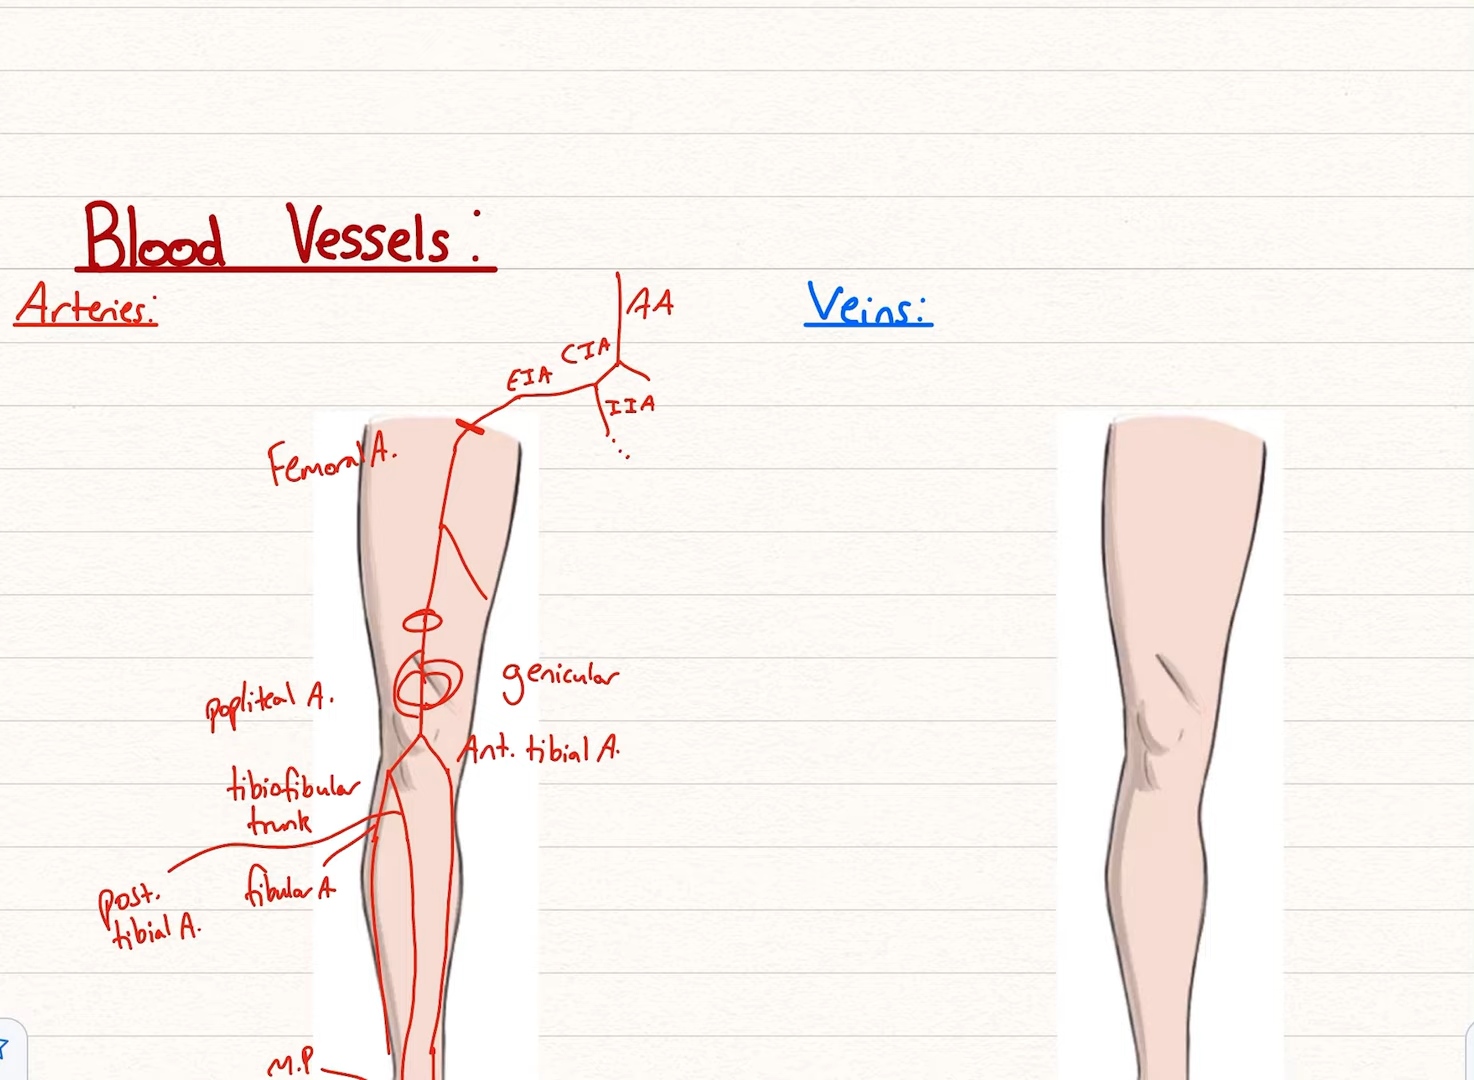 Blood Vessels:
Arteries:
Veins:
AA
CIA
EIA
IIA
Femoral A.
genicular
popliteal A.
Ant. tibial A.
tibiofibular
trunk
fibular A
post.
tibial A.
M.P